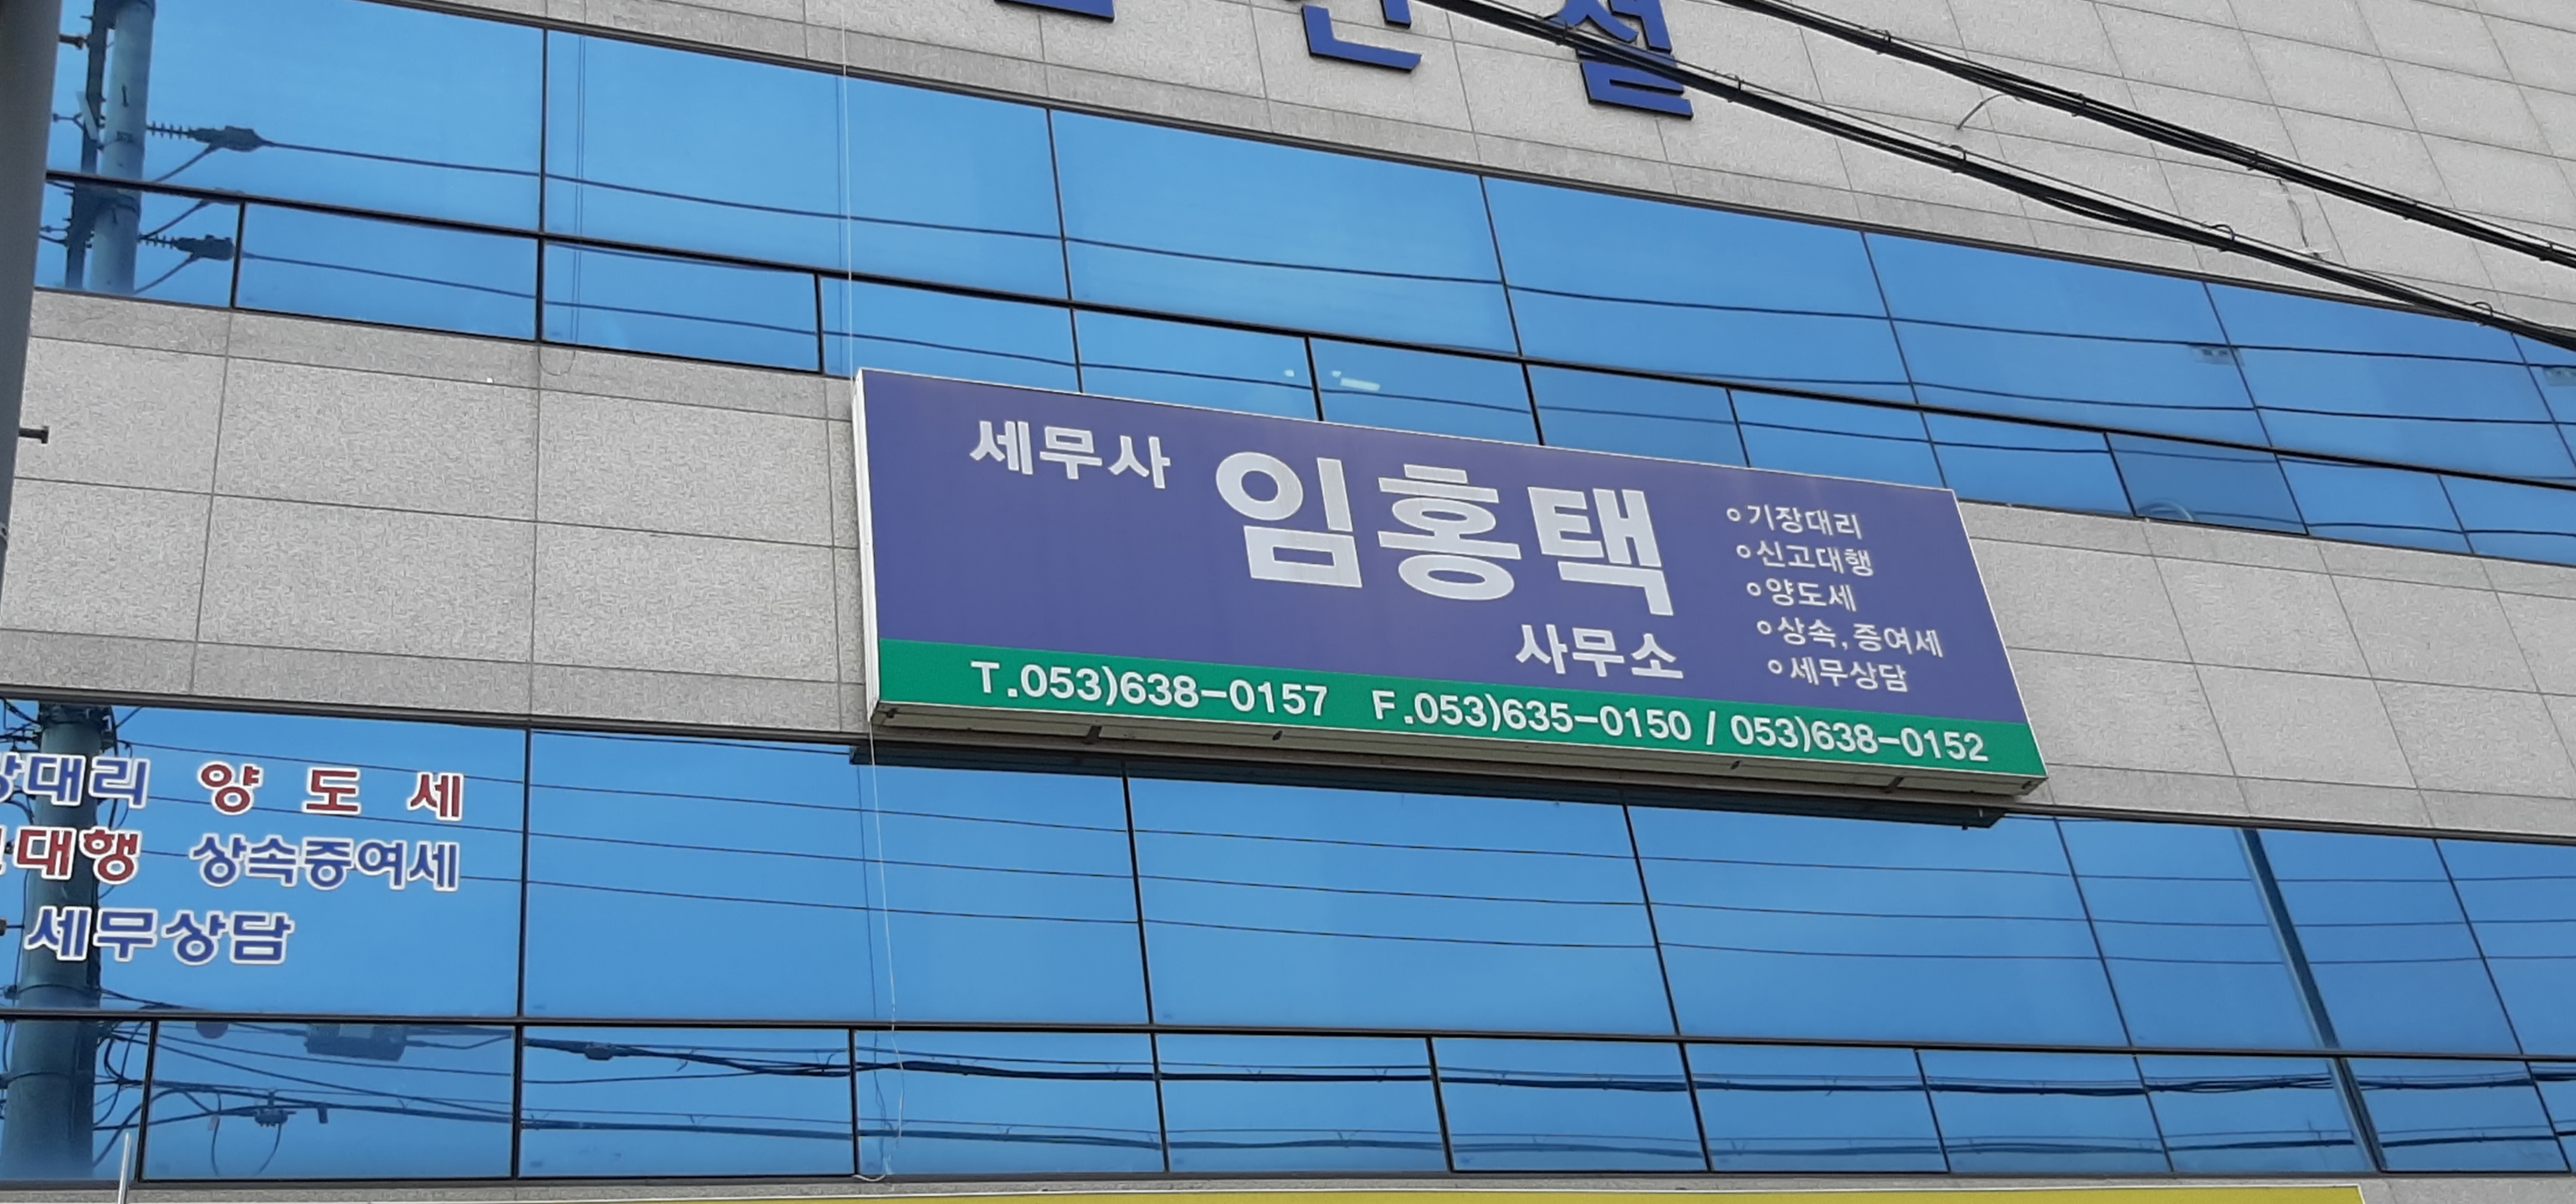 세무사 임홍택 사무소
○기장대리
○신고대행
○양도세
○상속,증여세
○세무상담
T.053)638-0157 F.053)635-0150 / 053)638-0152
대리 양 도 세
대행 상속증여세
세무상담